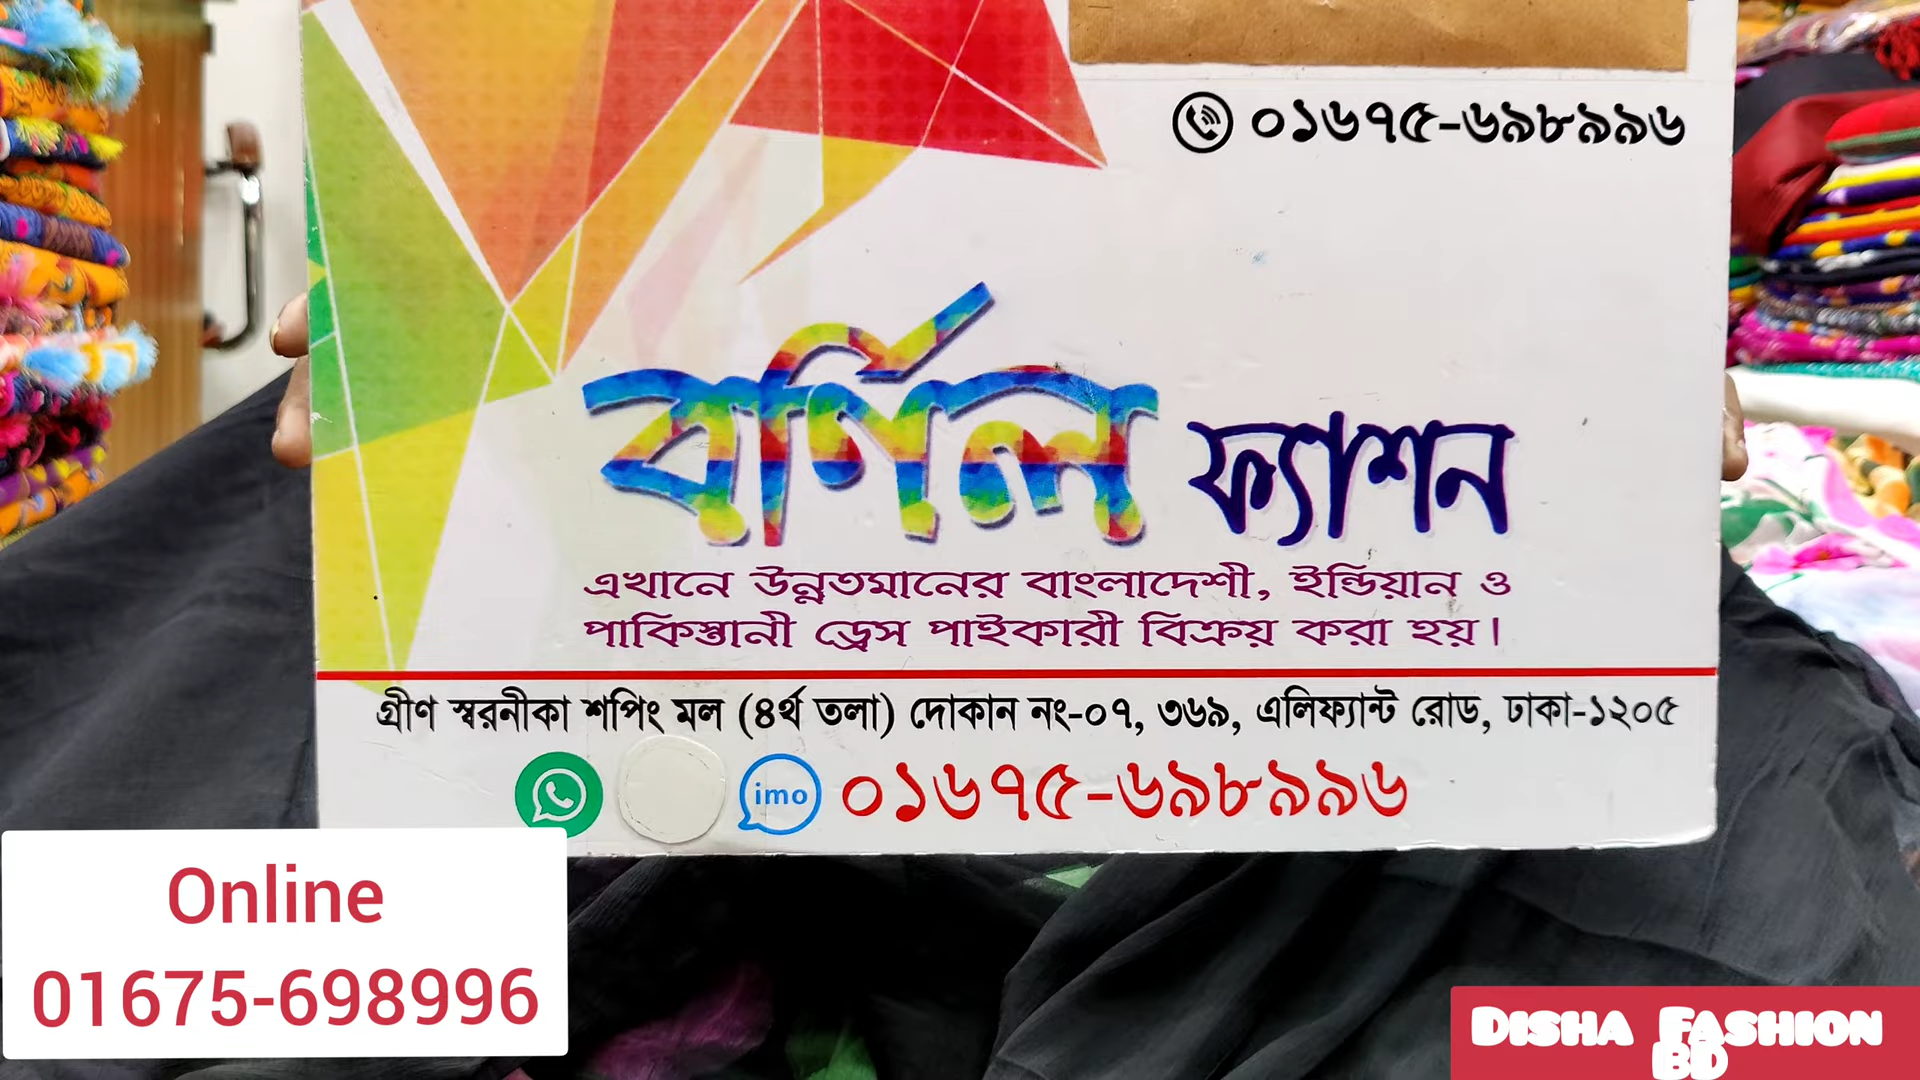 ০১৬৭৫-৬৯৮৯৯৬
বর্ণিল ফ্যাশন
এখানে উন্নতমানের বাংলাদেশী, ইন্ডিয়ান ও
পাকিস্তানী ড্রেস পাইকারী বিক্রয় করা হয়।
গ্রীণ স্বরনীকা শপিং মল (৪র্থ তলা) দোকান নং-০৭, ৩৬৯, এলিফ্যান্ট রোড, ঢাকা-১২০৫
imo ০১৬৭৫-৬৯৮৯৯৬
Online
01675-698996
DISHA FASHION
BD